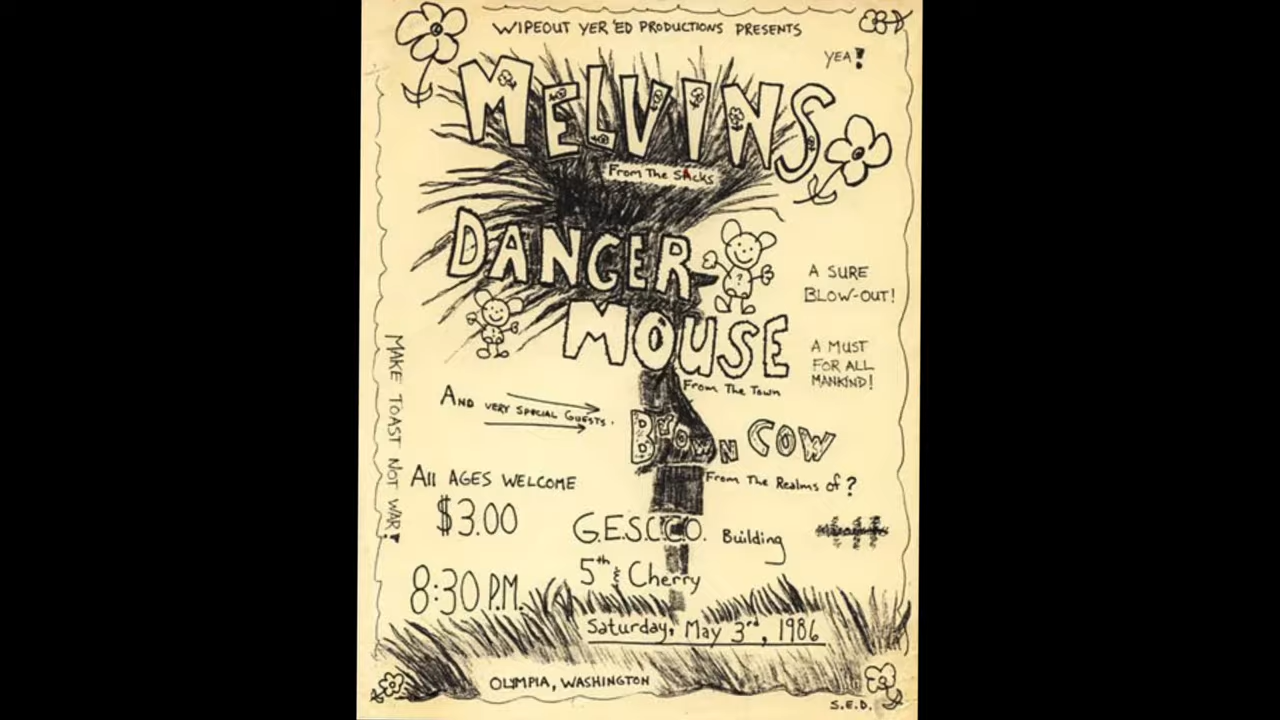 WIPEOUT YER 'ED PRODUCTIONS PRESENTS
YEA!
MELVINS
From The Sticks
DANGER
MOUSE
From The Town
A SURE
BLOW-OUT!
A MUST
FOR ALL
MANKIND!
MAKE TOAST NOT WAR!
AND VERY SPECIAL GUESTS.
BROWN COW
From The Realms of ?
All AGES WELCOME
$3.00
8:30 P.M.
G.E.S.C.C.O. Building
5th & Cherry
Saturday, May 3rd, 1986
OLYMPIA, WASHINGTON
S.E.D.